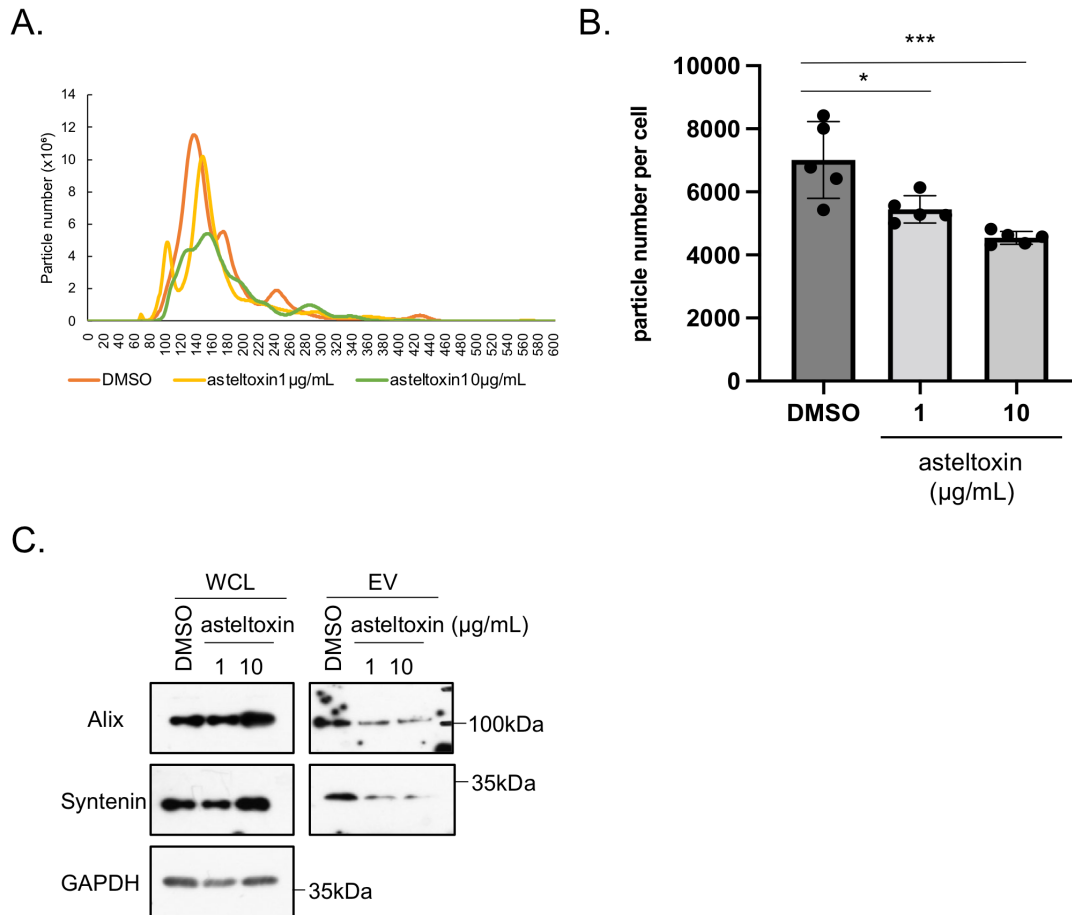 A.
Particle number (x10⁶)
14
12
10
8
6
4
2
0
0 20 40 60 80 100 120 140 160 180 200 220 240 260 280 300 320 340 360 380 400 420 440 460 480 500 520 540 560 580 600
DMSO asteltoxin1µg/mL asteltoxin10µg/mL
B.
particle number per cell
10000
8000
6000
4000
2000
0
***
*
DMSO 1 10
asteltoxin
(µg/mL)
C.
WCL EV
DMSO asteltoxin DMSO asteltoxin (µg/mL)
1 10 1 10
Alix 100kDa
35kDa
Syntenin
GAPDH 35kDa